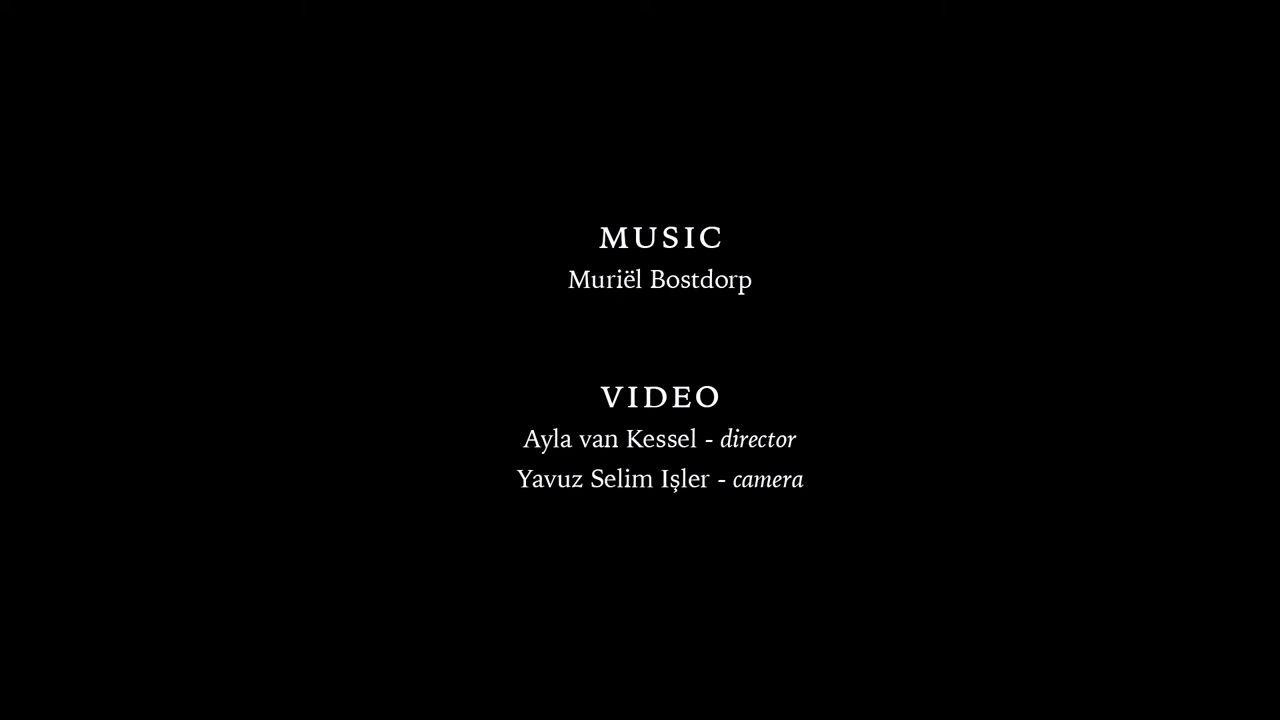 MUSIC
Muriël Bostdorp
VIDEO
Ayla van Kessel - director
Yavuz Selim Işler - camera